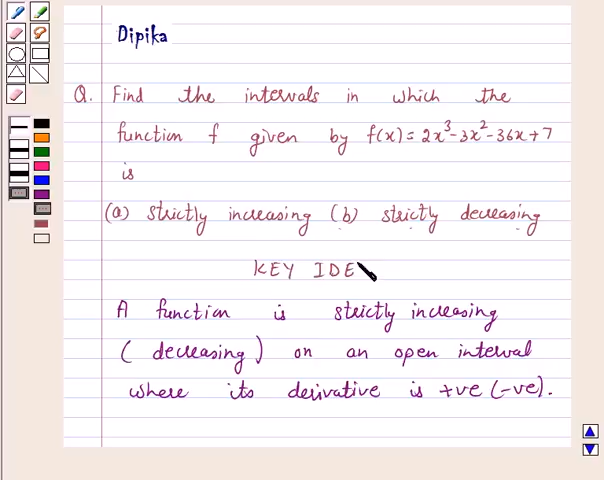 Dipika
Q. Find the intervals in which the
function f given by f(x) = 2x³-3x²-36x+7
is
(a) strictly increasing (b) strictly decreasing
KEY IDE
A function is strictly increasing
(decreasing) on an open interval
where its derivative is +ve (-ve).